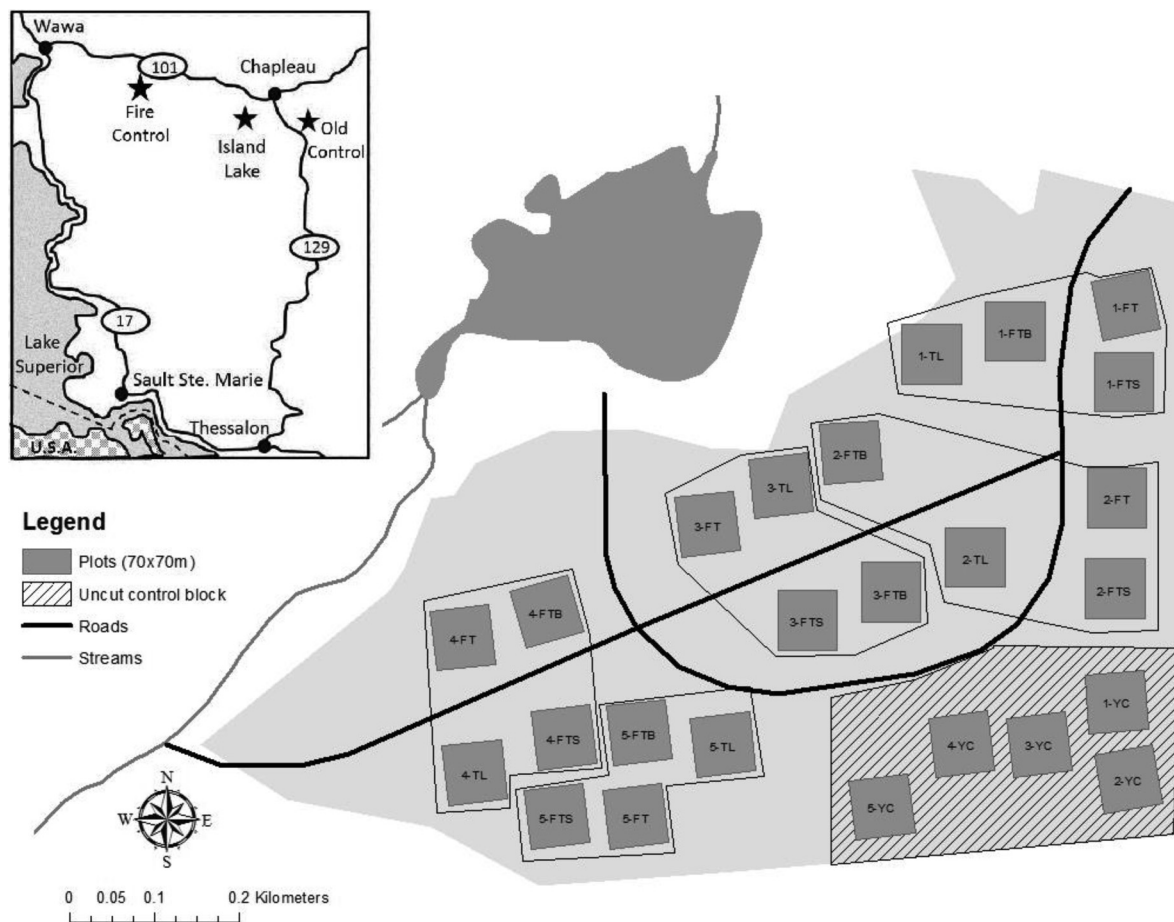 Wawa
101
Chapleau
Fire
Control
Island
Lake
Old
Control
129
17
Lake
Superior
Sault Ste. Marie
Thessalon
U.S.A.
1-FT
1-FTB
1-TL
1-FTS
2-FTB
3-TL
2-FT
3-FT
2-TL
3-FTB
2-FTS
3-FTS
4-FTB
4-FT
4-FTS
5-FTB
5-TL
4-TL
5-FTS
5-FT
1-YC
4-YC
3-YC
2-YC
5-YC
Legend
Plots (70x70m)
Uncut control block
Roads
Streams
N
W
E
S
0 0.05 0.1 0.2 Kilometers